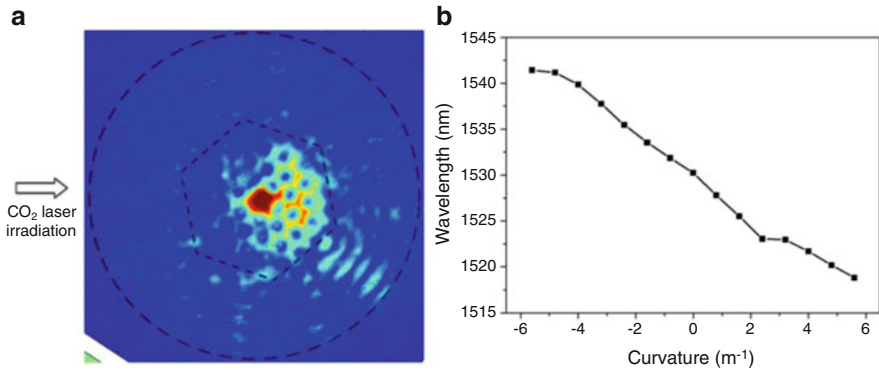 a
CO₂ laser
irradiation
b
Wavelength (nm)
1545
1540
1535
1530
1525
1520
1515
-6
-4
-2
0
2
4
6
Curvature (m⁻¹)